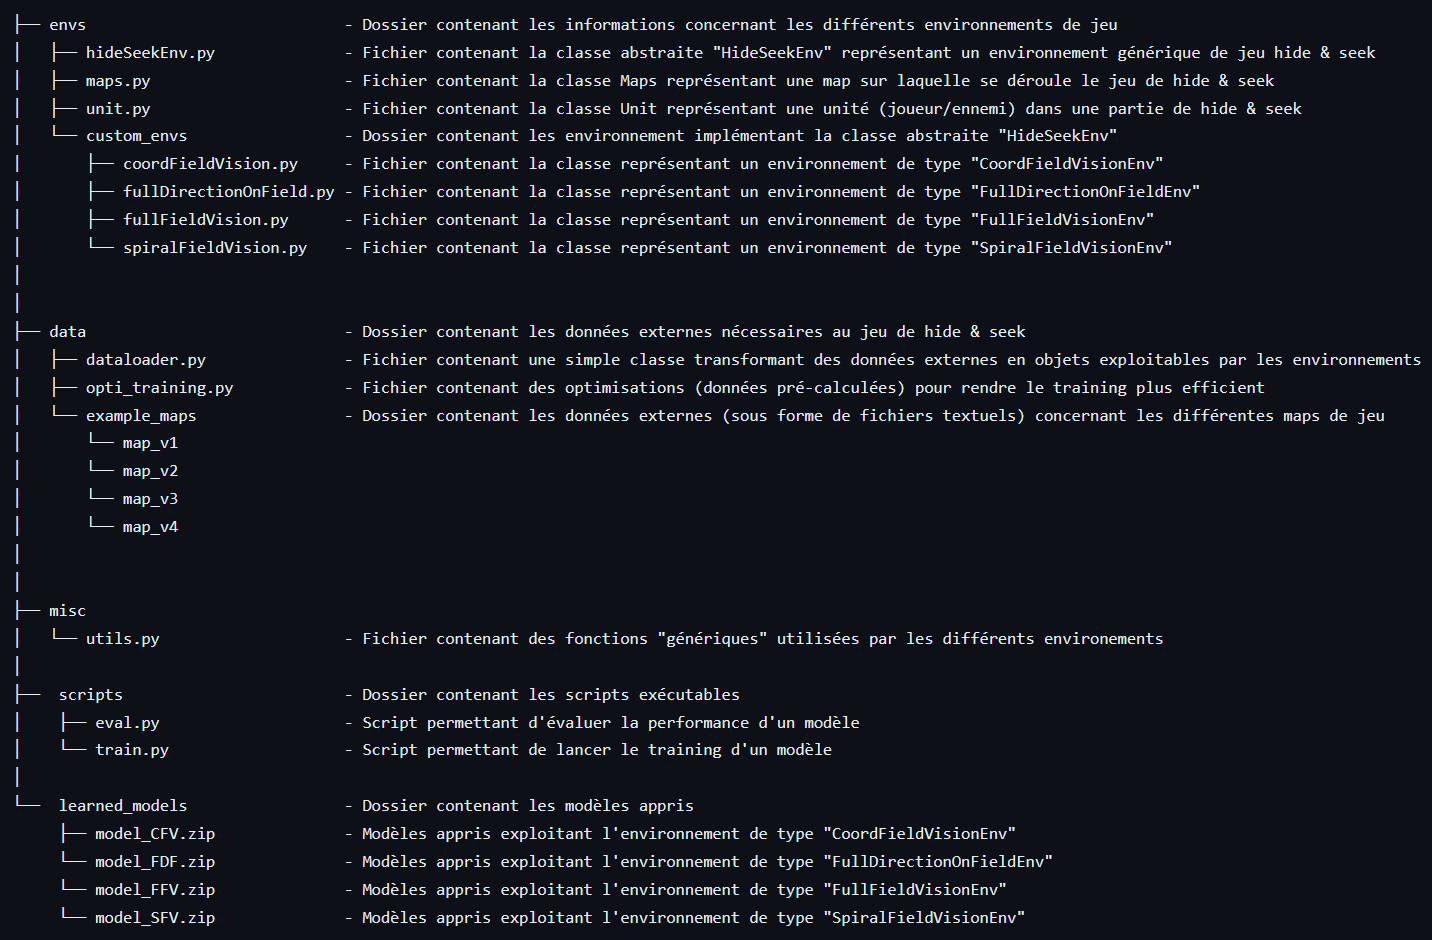 ├── envs                            - Dossier contenant les informations concernant les différents environnements de jeu
│   ├── hideSeekEnv.py              - Fichier contenant la classe abstraite "HideSeekEnv" représentant un environnement générique de jeu hide & seek
│   ├── maps.py                     - Fichier contenant la classe Maps représentant une map sur laquelle se déroule le jeu de hide & seek
│   ├── unit.py                     - Fichier contenant la classe Unit représentant une unité (joueur/ennemi) dans une partie de hide & seek
│   └── custom_envs                 - Dossier contenant les environnement implémentant la classe abstraite "HideSeekEnv"
│       ├── coordFieldVision.py     - Fichier contenant la classe représentant un environnement de type "CoordFieldVisionEnv"
│       ├── fullDirectionOnField.py - Fichier contenant la classe représentant un environnement de type "FullDirectionOnFieldEnv"
│       ├── fullFieldVision.py      - Fichier contenant la classe représentant un environnement de type "FullFieldVisionEnv"
│       └── spiralFieldVision.py    - Fichier contenant la classe représentant un environnement de type "SpiralFieldVisionEnv"
│
│
├── data                            - Dossier contenant les données externes nécessaires au jeu de hide & seek
│   ├── dataloader.py               - Fichier contenant une simple classe transformant des données externes en objets exploitables par les environnements
│   ├── opti_training.py            - Fichier contenant des optimisations (données pré-calculées) pour rendre le training plus efficient
│   └── example_maps                - Dossier contenant les données externes (sous forme de fichiers textuels) concernant les différentes maps de jeu
│       └── map_v1
│       └── map_v2
│       └── map_v3
│       └── map_v4
│
│
├── misc
│   └── utils.py                    - Fichier contenant des fonctions "génériques" utilisées par les différents environements
│
├──  scripts                        - Dossier contenant les scripts exécutables
│    ├── eval.py                    - Script permettant d'évaluer la performance d'un modèle
│    └── train.py                   - Script permettant de lancer le training d'un modèle
│
└──  learned_models                 - Dossier contenant les modèles appris
     ├── model_CFV.zip              - Modèles appris exploitant l'environnement de type "CoordFieldVisionEnv"
     └── model_FDF.zip              - Modèles appris exploitant l'environnement de type "FullDirectionOnFieldEnv"
     └── model_FFV.zip              - Modèles appris exploitant l'environnement de type "FullFieldVisionEnv"
     └── model_SFV.zip              - Modèles appris exploitant l'environnement de type "SpiralFieldVisionEnv"